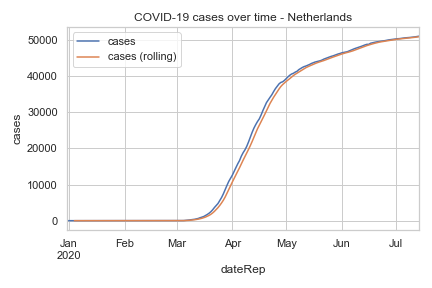 COVID-19 cases over time - Netherlands
cases
cases (rolling)
50000
40000
30000
20000
10000
0
cases
Jan Feb Mar Apr May Jun Jul
2020
dateRep